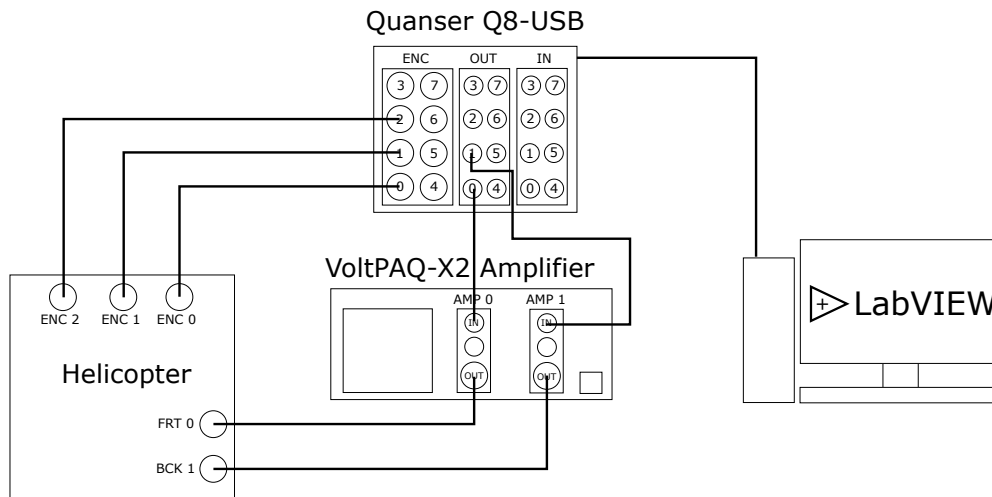 Quanser Q8-USB
ENC OUT IN
3 7 3 7 3 7
2 6 2 6 2 6
1 5 1 5 1 5
0 4 0 4 0 4
VoltPAQ-X2 Amplifier
AMP 0 AMP 1
IN IN
OUT OUT
ENC 2 ENC 1 ENC 0
Helicopter
FRT 0
BCK 1
+ LabVIEW